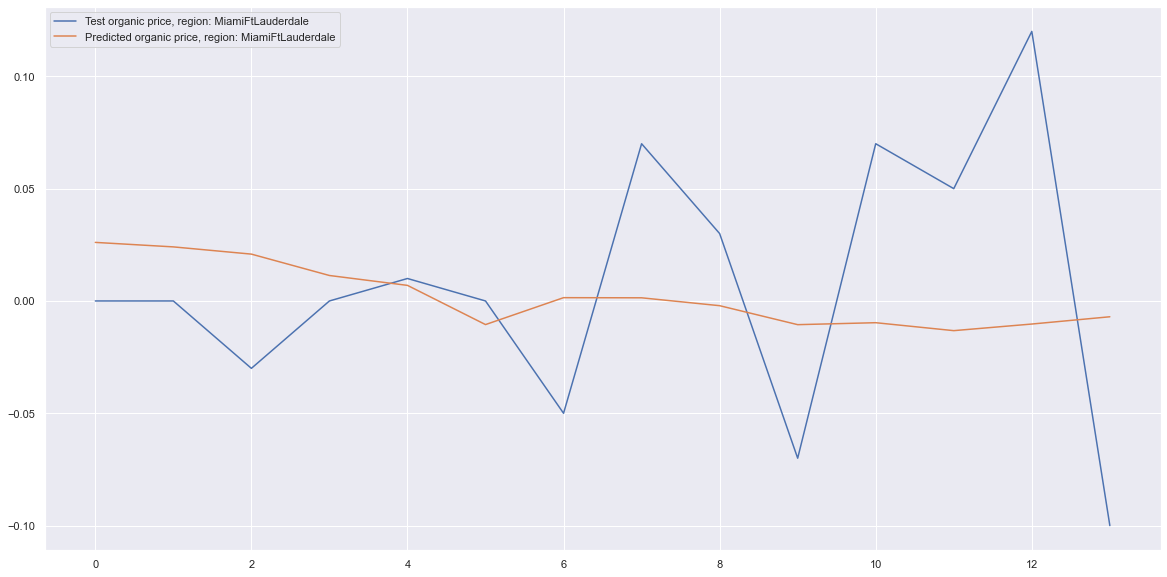 Test organic price, region: MiamiFtLauderdale
Predicted organic price, region: MiamiFtLauderdale
0.10
0.05
0.00
−0.05
−0.10
0 2 4 6 8 10 12